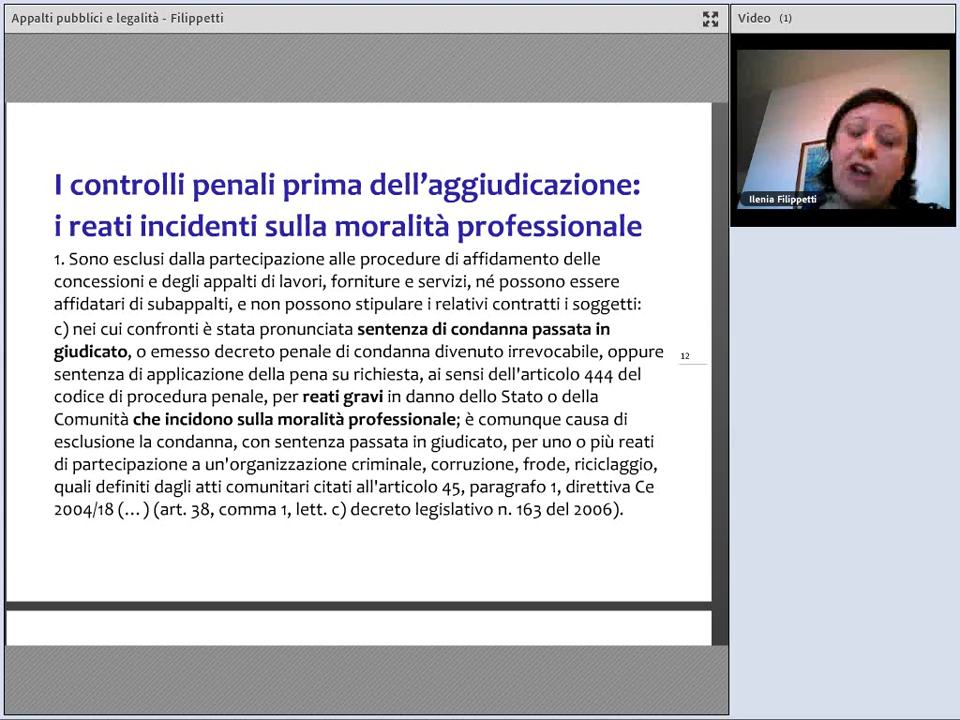 Appalti pubblici e legalità - Filippetti
Video (1)
Ilenia Filippetti
I controlli penali prima dell’aggiudicazione:
i reati incidenti sulla moralità professionale
1. Sono esclusi dalla partecipazione alle procedure di affidamento delle
concessioni e degli appalti di lavori, forniture e servizi, né possono essere
affidatari di subappalti, e non possono stipulare i relativi contratti i soggetti:
c) nei cui confronti è stata pronunciata sentenza di condanna passata in
giudicato, o emesso decreto penale di condanna divenuto irrevocabile, oppure
sentenza di applicazione della pena su richiesta, ai sensi dell'articolo 444 del
codice di procedura penale, per reati gravi in danno dello Stato o della
Comunità che incidono sulla moralità professionale; è comunque causa di
esclusione la condanna, con sentenza passata in giudicato, per uno o più reati
di partecipazione a un'organizzazione criminale, corruzione, frode, riciclaggio,
quali definiti dagli atti comunitari citati all'articolo 45, paragrafo 1, direttiva Ce
2004/18 (…) (art. 38, comma 1, lett. c) decreto legislativo n. 163 del 2006).
12